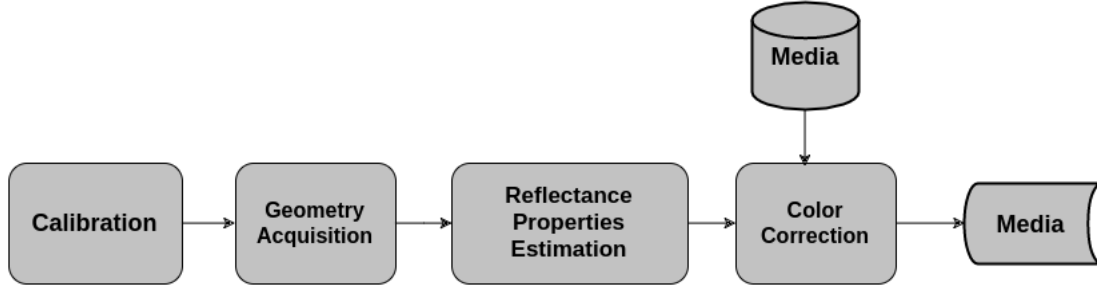 Media
Calibration
Geometry
Acquisition
Reflectance
Properties
Estimation
Color
Correction
Media